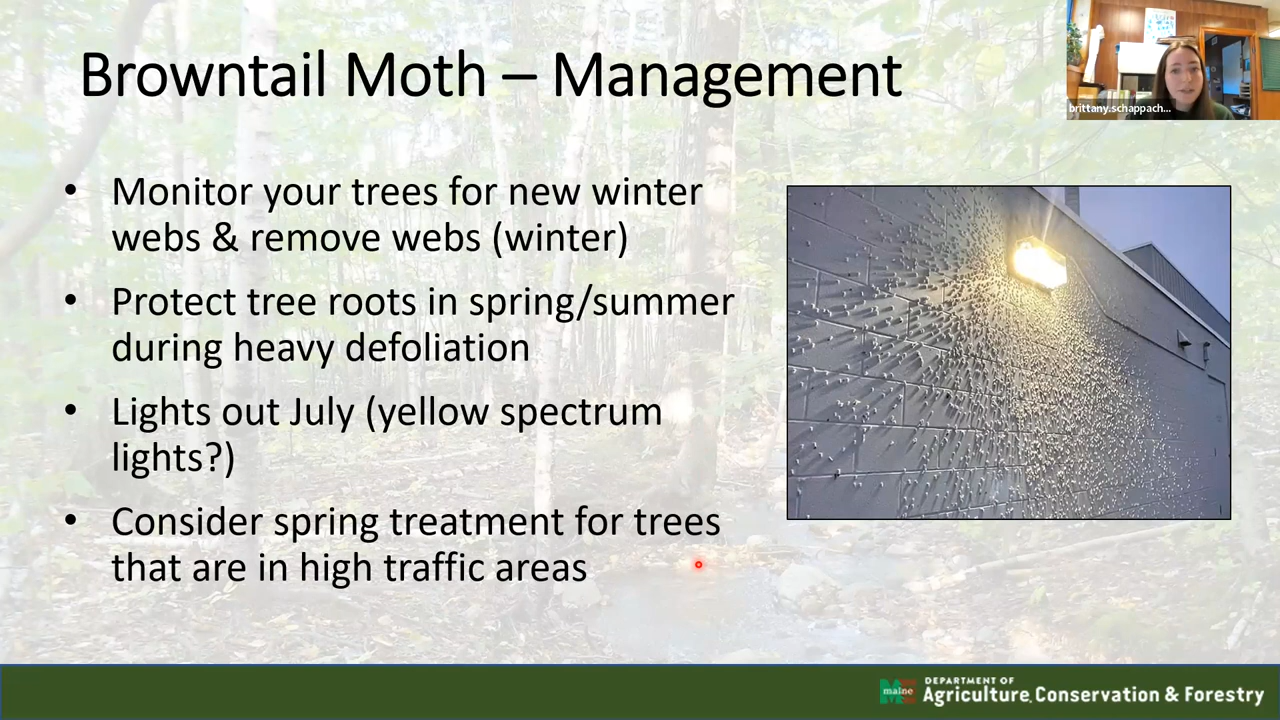 Browntail Moth – Management
brittany.schappach...
• Monitor your trees for new winter
webs & remove webs (winter)
• Protect tree roots in spring/summer
during heavy defoliation
• Lights out July (yellow spectrum
lights?)
• Consider spring treatment for trees
that are in high traffic areas
maine
DEPARTMENT OF
Agriculture, Conservation & Forestry